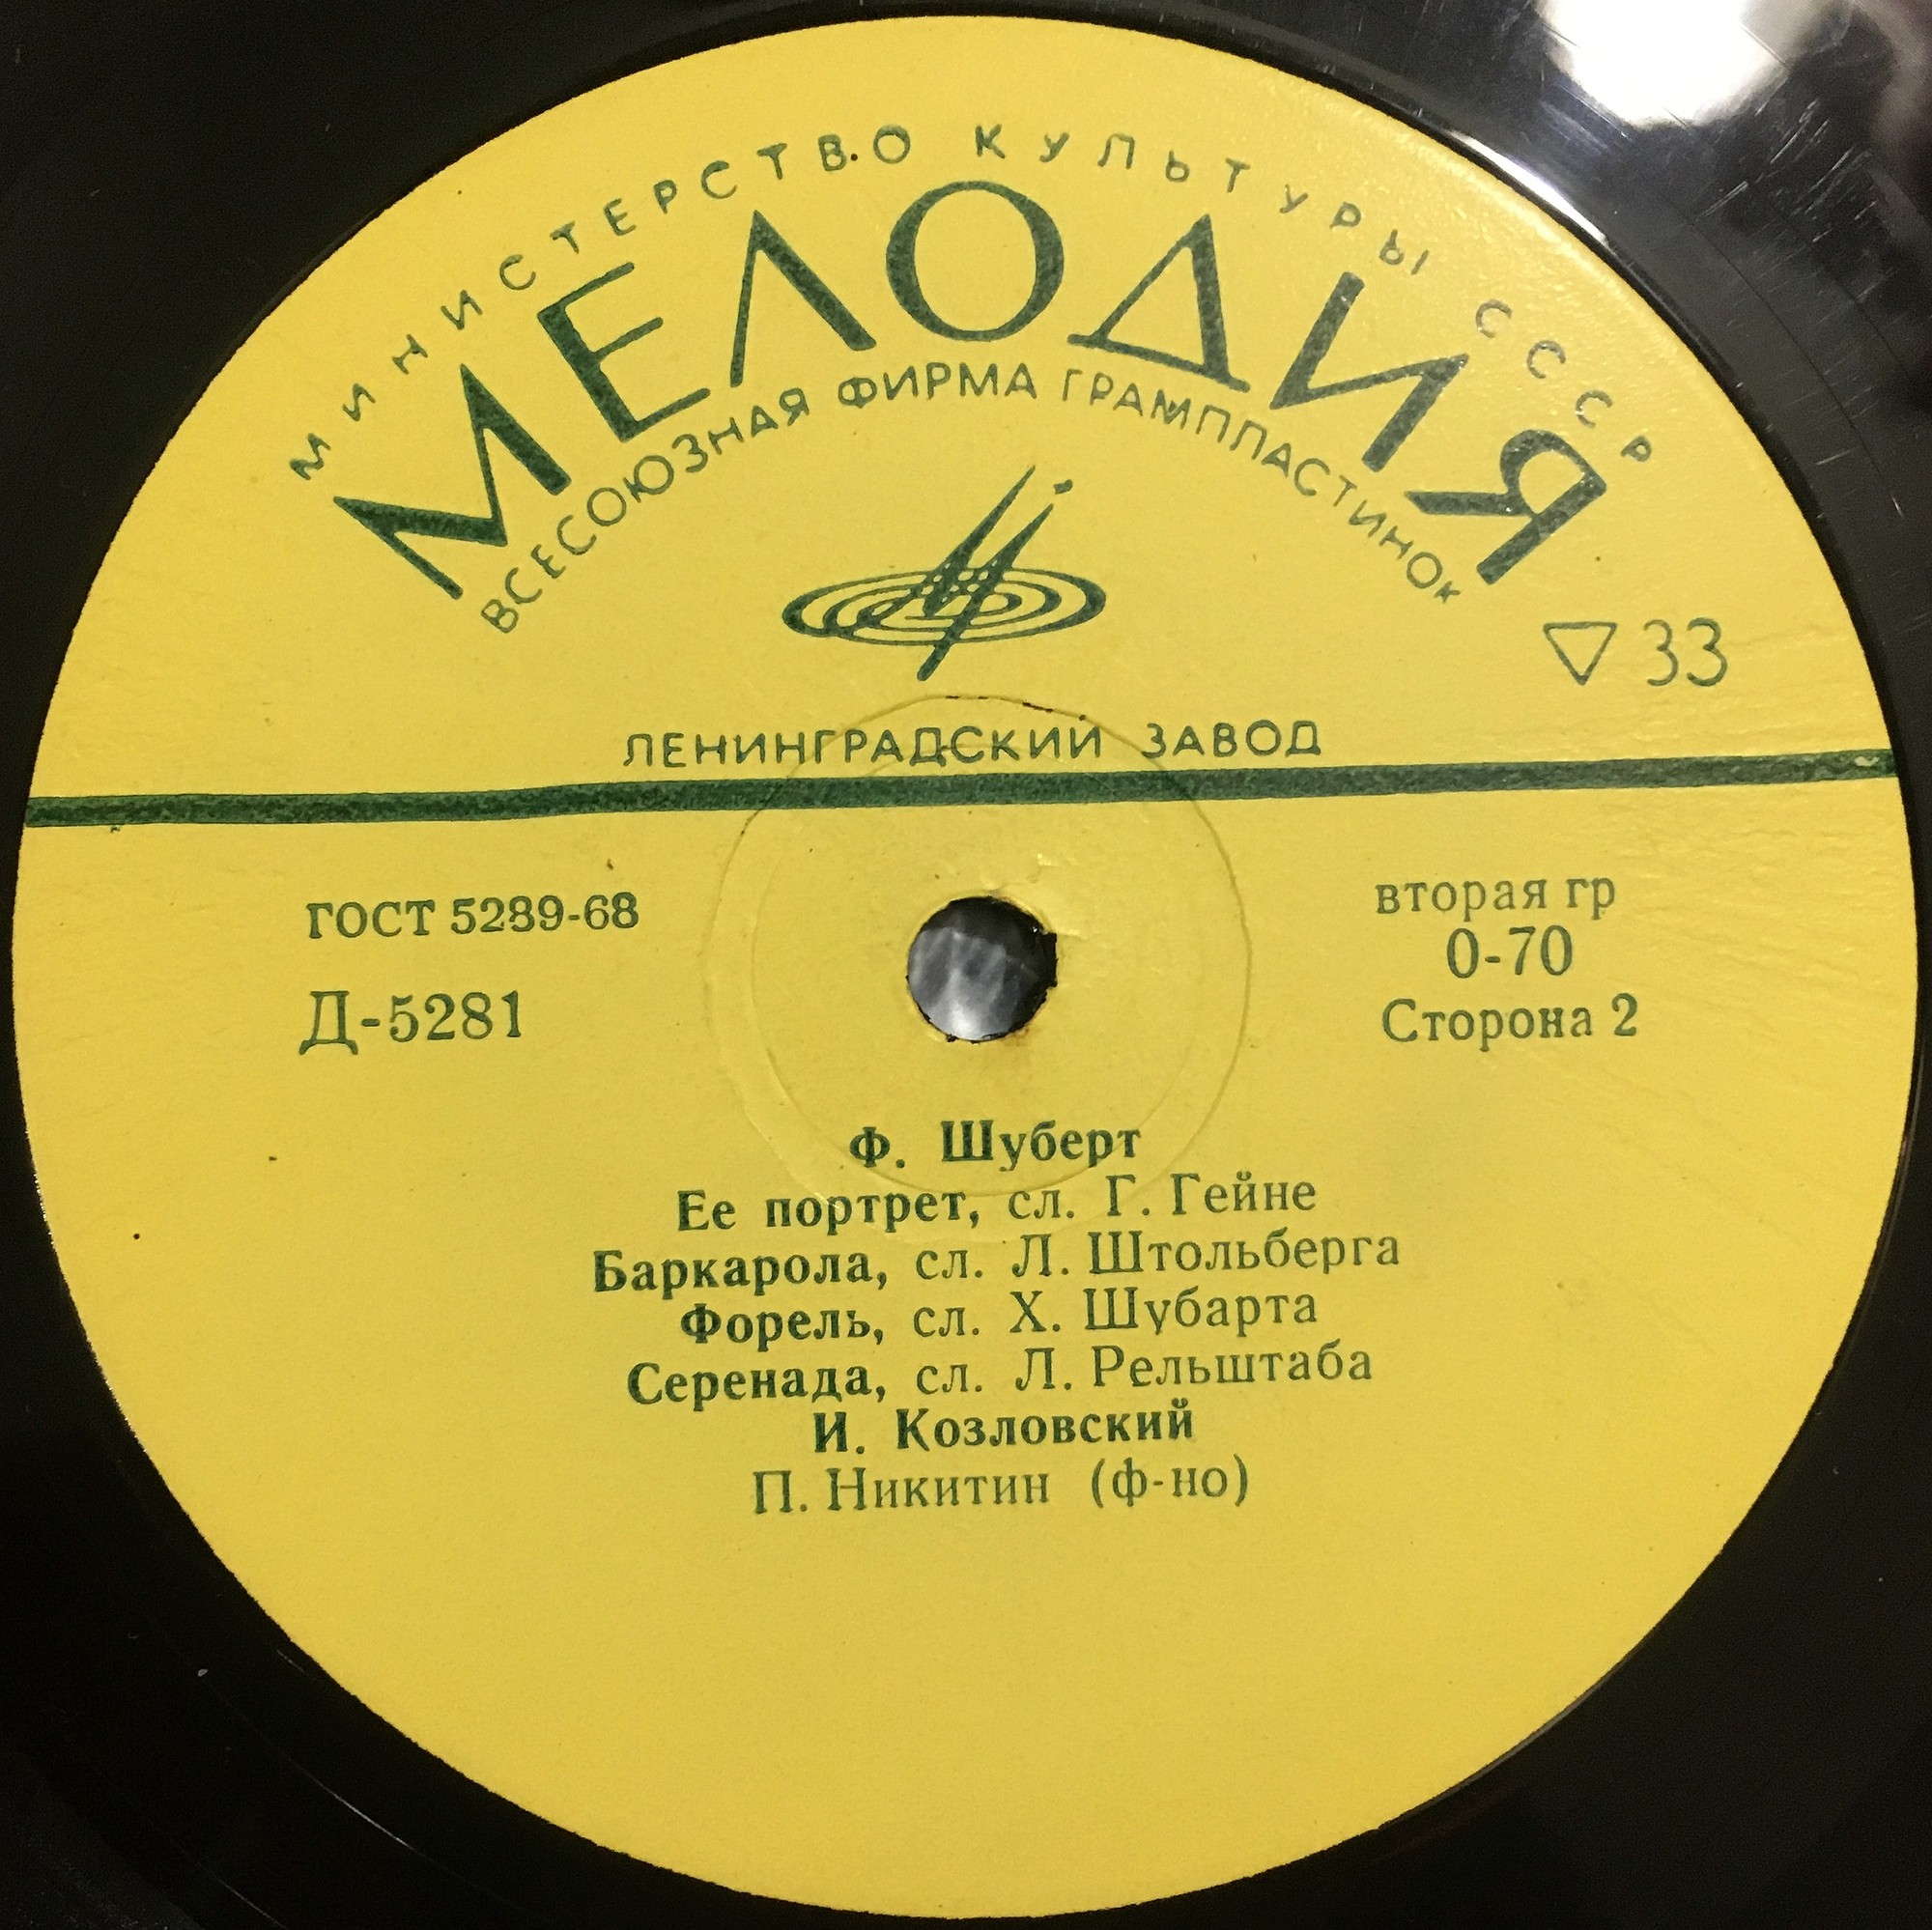 МИНИСТЕРСТВО КУЛЬТУРЫ СССР
МЕЛОДИЯ
ВСЕСОЮЗНАЯ ФИРМА ГРАМПЛАСТИНОК
33
ЛЕНИНГРАДСКИЙ ЗАВОД
ГОСТ 5289-68
Д-5281
вторая гр
0-70
Сторона 2
Ф. Шуберт
Ее портрет, сл. Г. Гейне
Баркарола, сл. Л. Штольберга
Форель, сл. Х. Шубарта
Серенада, сл. Л. Рельштаба
И. Козловский
П. Никитин (ф-но)